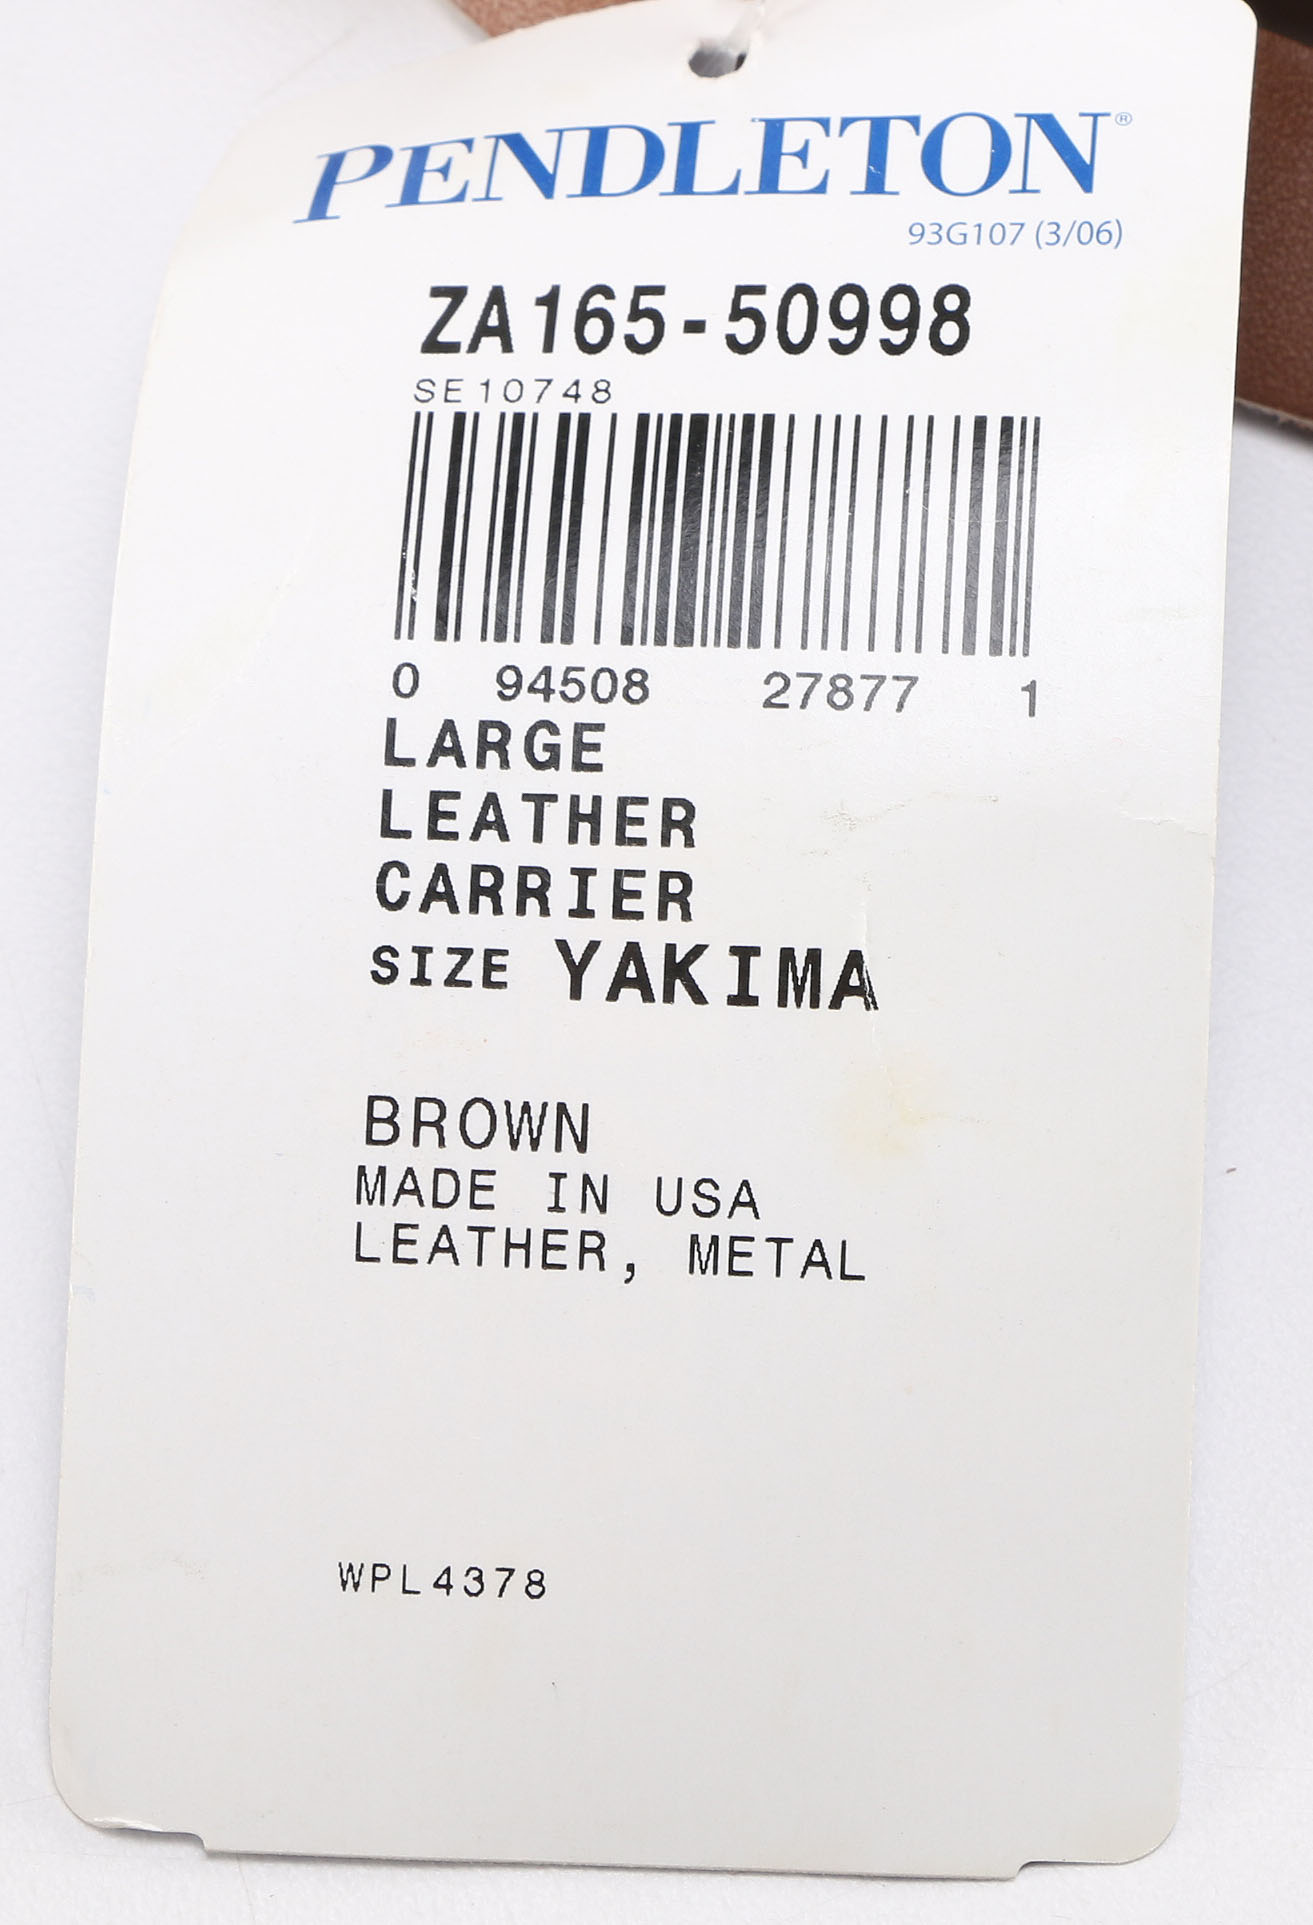 PENDLETON®
93G107 (3/06)
ZA165-50998
SE10748
0 94508 27877 1
LARGE
LEATHER
CARRIER
SIZE YAKIMA
BROWN
MADE IN USA
LEATHER, METAL
WPL4378